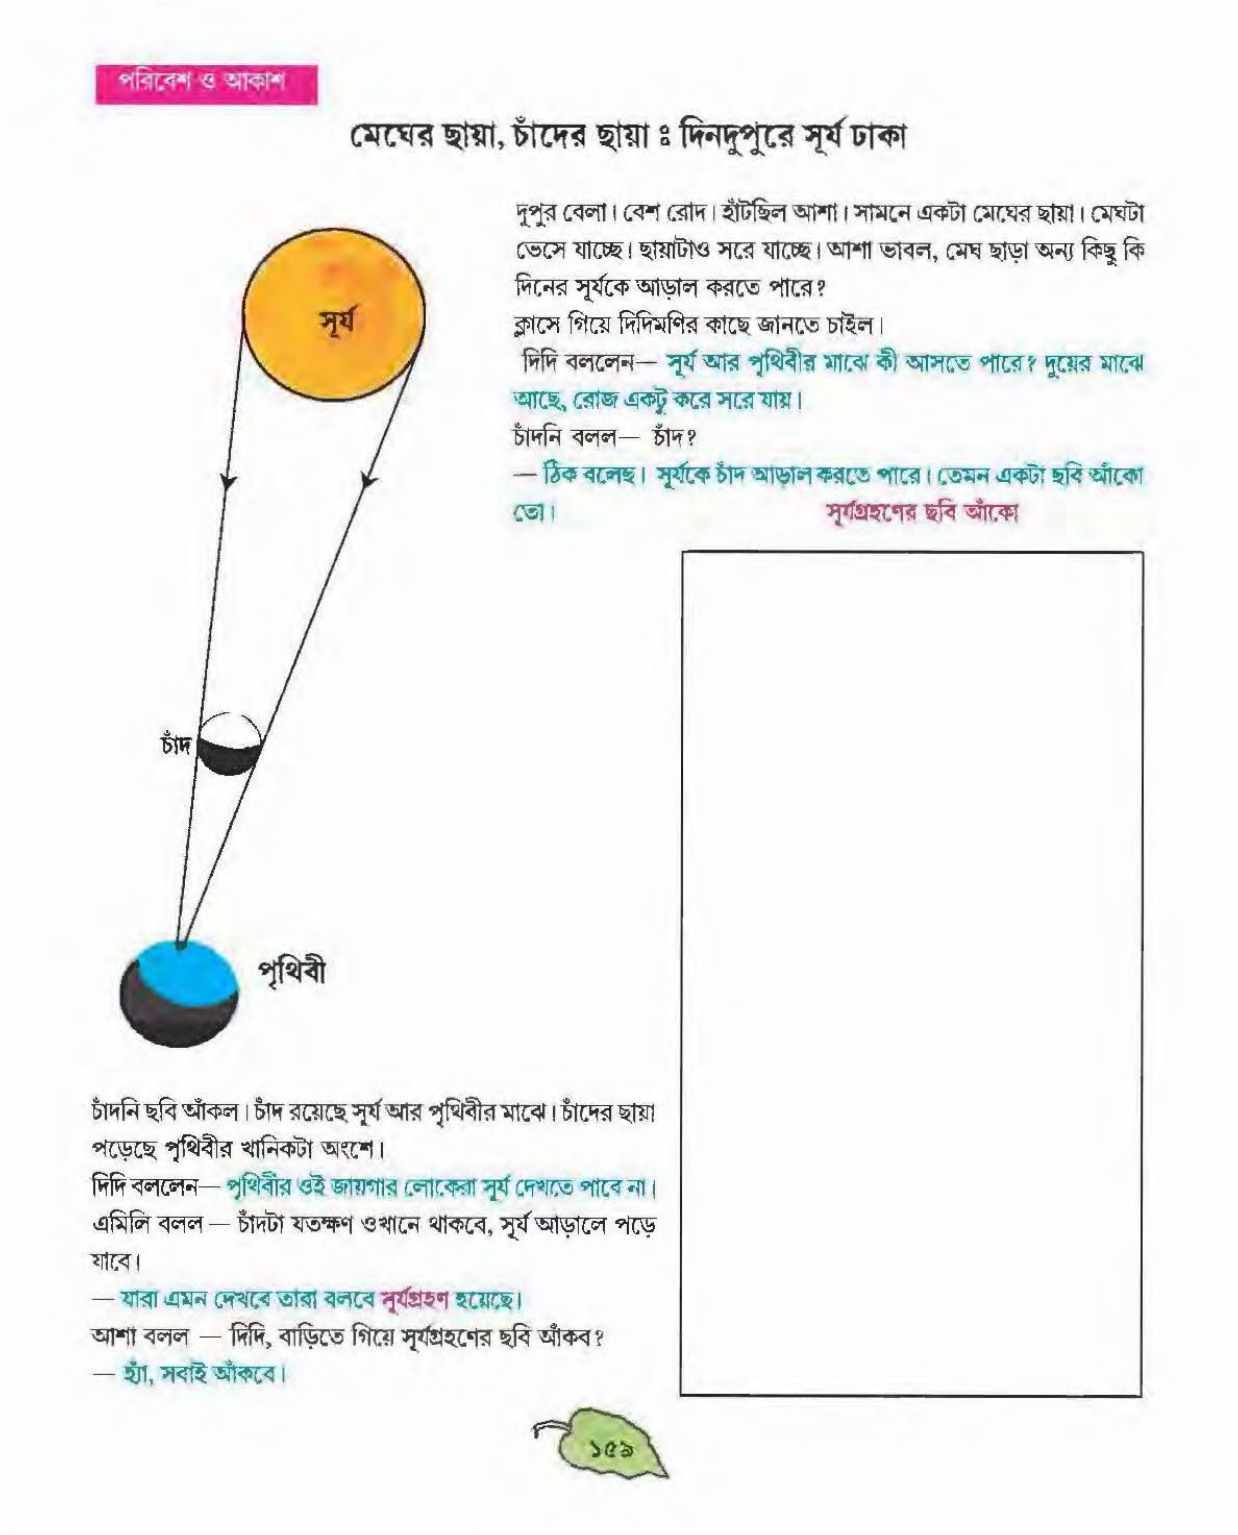 পরিবেশ ও আকাশ
মেঘের ছায়া, চাঁদের ছায়া ঃ দিনদুপুরে সূর্য ঢাকা
দুপুর বেলা। বেশ রোদ। হাঁটছিল আশা। সামনে একটা মেঘের ছায়া। মেঘটা
ভেসে যাচ্ছে। ছায়াটাও সরে যাচ্ছে। আশা ভাবল, মেঘ ছাড়া অন্য কিছু কি
দিনের সূর্যকে আড়াল করতে পারে?
ক্লাসে গিয়ে দিদিমণির কাছে জানতে চাইল।
দিদি বললেন— সূর্য আর পৃথিবীর মাঝে কী আসতে পারে? দুয়ের মাঝে
আছে, রোজ একটু করে সরে যায়।
চাঁদনি বলল— চাঁদ?
— ঠিক বলেছ। সূর্যকে চাঁদ আড়াল করতে পারে। তেমন একটা ছবি আঁকো
তো।
সূর্যগ্রহণের ছবি আঁকো
সূর্য
চাঁদ
পৃথিবী
চাঁদনি ছবি আঁকল। চাঁদ রয়েছে সূর্য আর পৃথিবীর মাঝে। চাঁদের ছায়া
পড়েছে পৃথিবীর খানিকটা অংশে।
দিদি বললেন— পৃথিবীর ওই জায়গার লোকেরা সূর্য দেখতে পাবে না।
এমিলি বলল — চাঁদটা যতক্ষণ ওখানে থাকবে, সূর্য আড়ালে পড়ে
যাবে।
— যারা এমন দেখবে তারা বলবে সূর্যগ্রহণ হয়েছে।
আশা বলল — দিদি, বাড়িতে গিয়ে সূর্যগ্রহণের ছবি আঁকব?
— হ্যাঁ, সবাই আঁকবে।
১৫৯